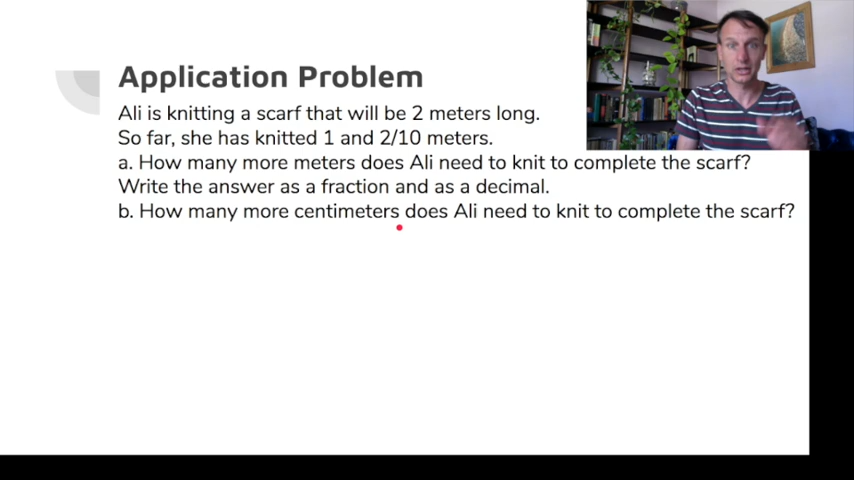 Application Problem
Ali is knitting a scarf that will be 2 meters long.
So far, she has knitted 1 and 2/10 meters.
a. How many more meters does Ali need to knit to complete the scarf?
Write the answer as a fraction and as a decimal.
b. How many more centimeters does Ali need to knit to complete the scarf?